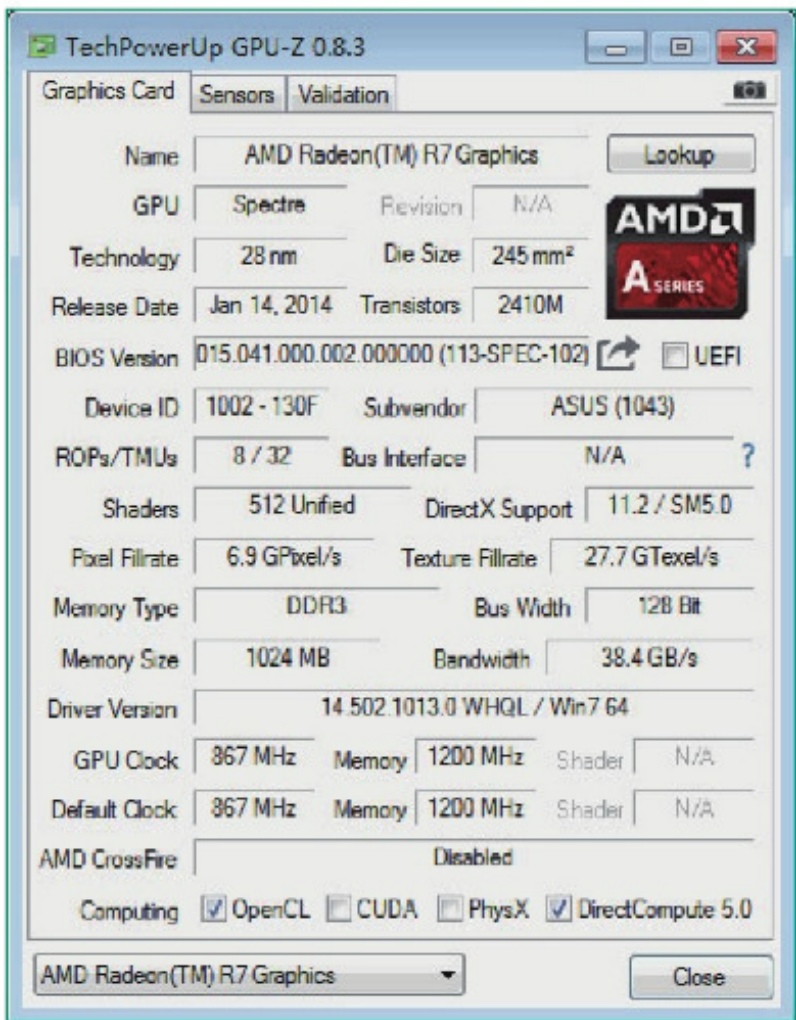 TechPowerUp GPU-Z 0.8.3
Graphics Card Sensors Validation
Name AMD Radeon(TM) R7 Graphics Lookup
GPU Spectre Revision N/A
AMD
Technology 28 nm Die Size 245 mm²
A SERIES
Release Date Jan 14, 2014 Transistors 2410M
BIOS Version 015.041.000.002.000000 (113-SPEC-102) UEFI
Device ID 1002 - 130F Subvendor ASUS (1043)
ROPs/TMUs 8 / 32 Bus Interface N/A ?
Shaders 512 Unified DirectX Support 11.2 / SM5.0
Pixel Fillrate 6.9 GPixel/s Texture Fillrate 27.7 GTexel/s
Memory Type DDR3 Bus Width 128 Bit
Memory Size 1024 MB Bandwidth 38.4 GB/s
Driver Version 14.502.1013.0 WHQL / Win7 64
GPU Clock 867 MHz Memory 1200 MHz Shader N/A
Default Clock 867 MHz Memory 1200 MHz Shader N/A
AMD CrossFire Disabled
Computing OpenCL CUDA PhysX DirectCompute 5.0
AMD Radeon(TM) R7 Graphics Close